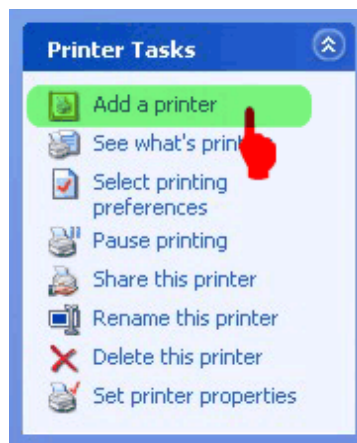 Printer Tasks
Add a printer
See what's print
Select printing
preferences
Pause printing
Share this printer
Rename this printer
Delete this printer
Set printer properties